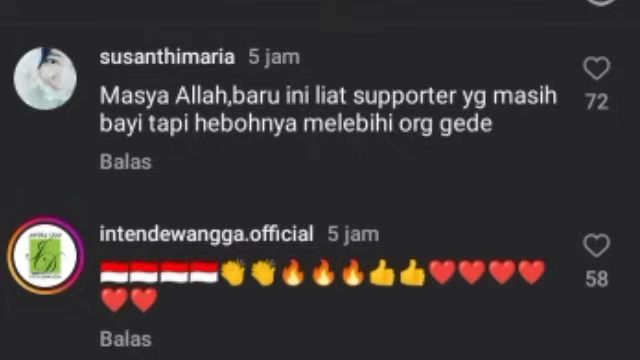 susanthimaria 5 jam
Masya Allah,baru ini liat supporter yg masih
bayi tapi hebohnya melebihi org gede
72
Balas
intendewangga.official 5 jam
🇮🇩🇮🇩🇮🇩🇮🇩👏👏🔥🔥🔥👍👍❤️❤️❤️❤️
❤️❤️
58
Balas